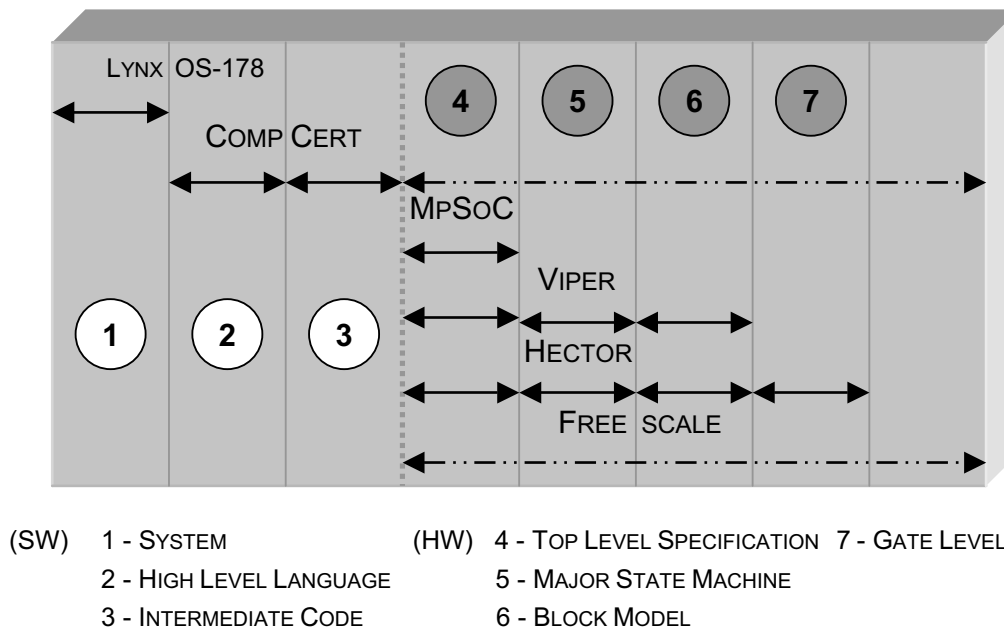 LYNX OS-178
4 5 6 7
COMP CERT
MPSOC
VIPER
1 2 3
HECTOR
FREE SCALE
(SW) 1 - SYSTEM (HW) 4 - TOP LEVEL SPECIFICATION 7 - GATE LEVEL
2 - HIGH LEVEL LANGUAGE 5 - MAJOR STATE MACHINE
3 - INTERMEDIATE CODE 6 - BLOCK MODEL